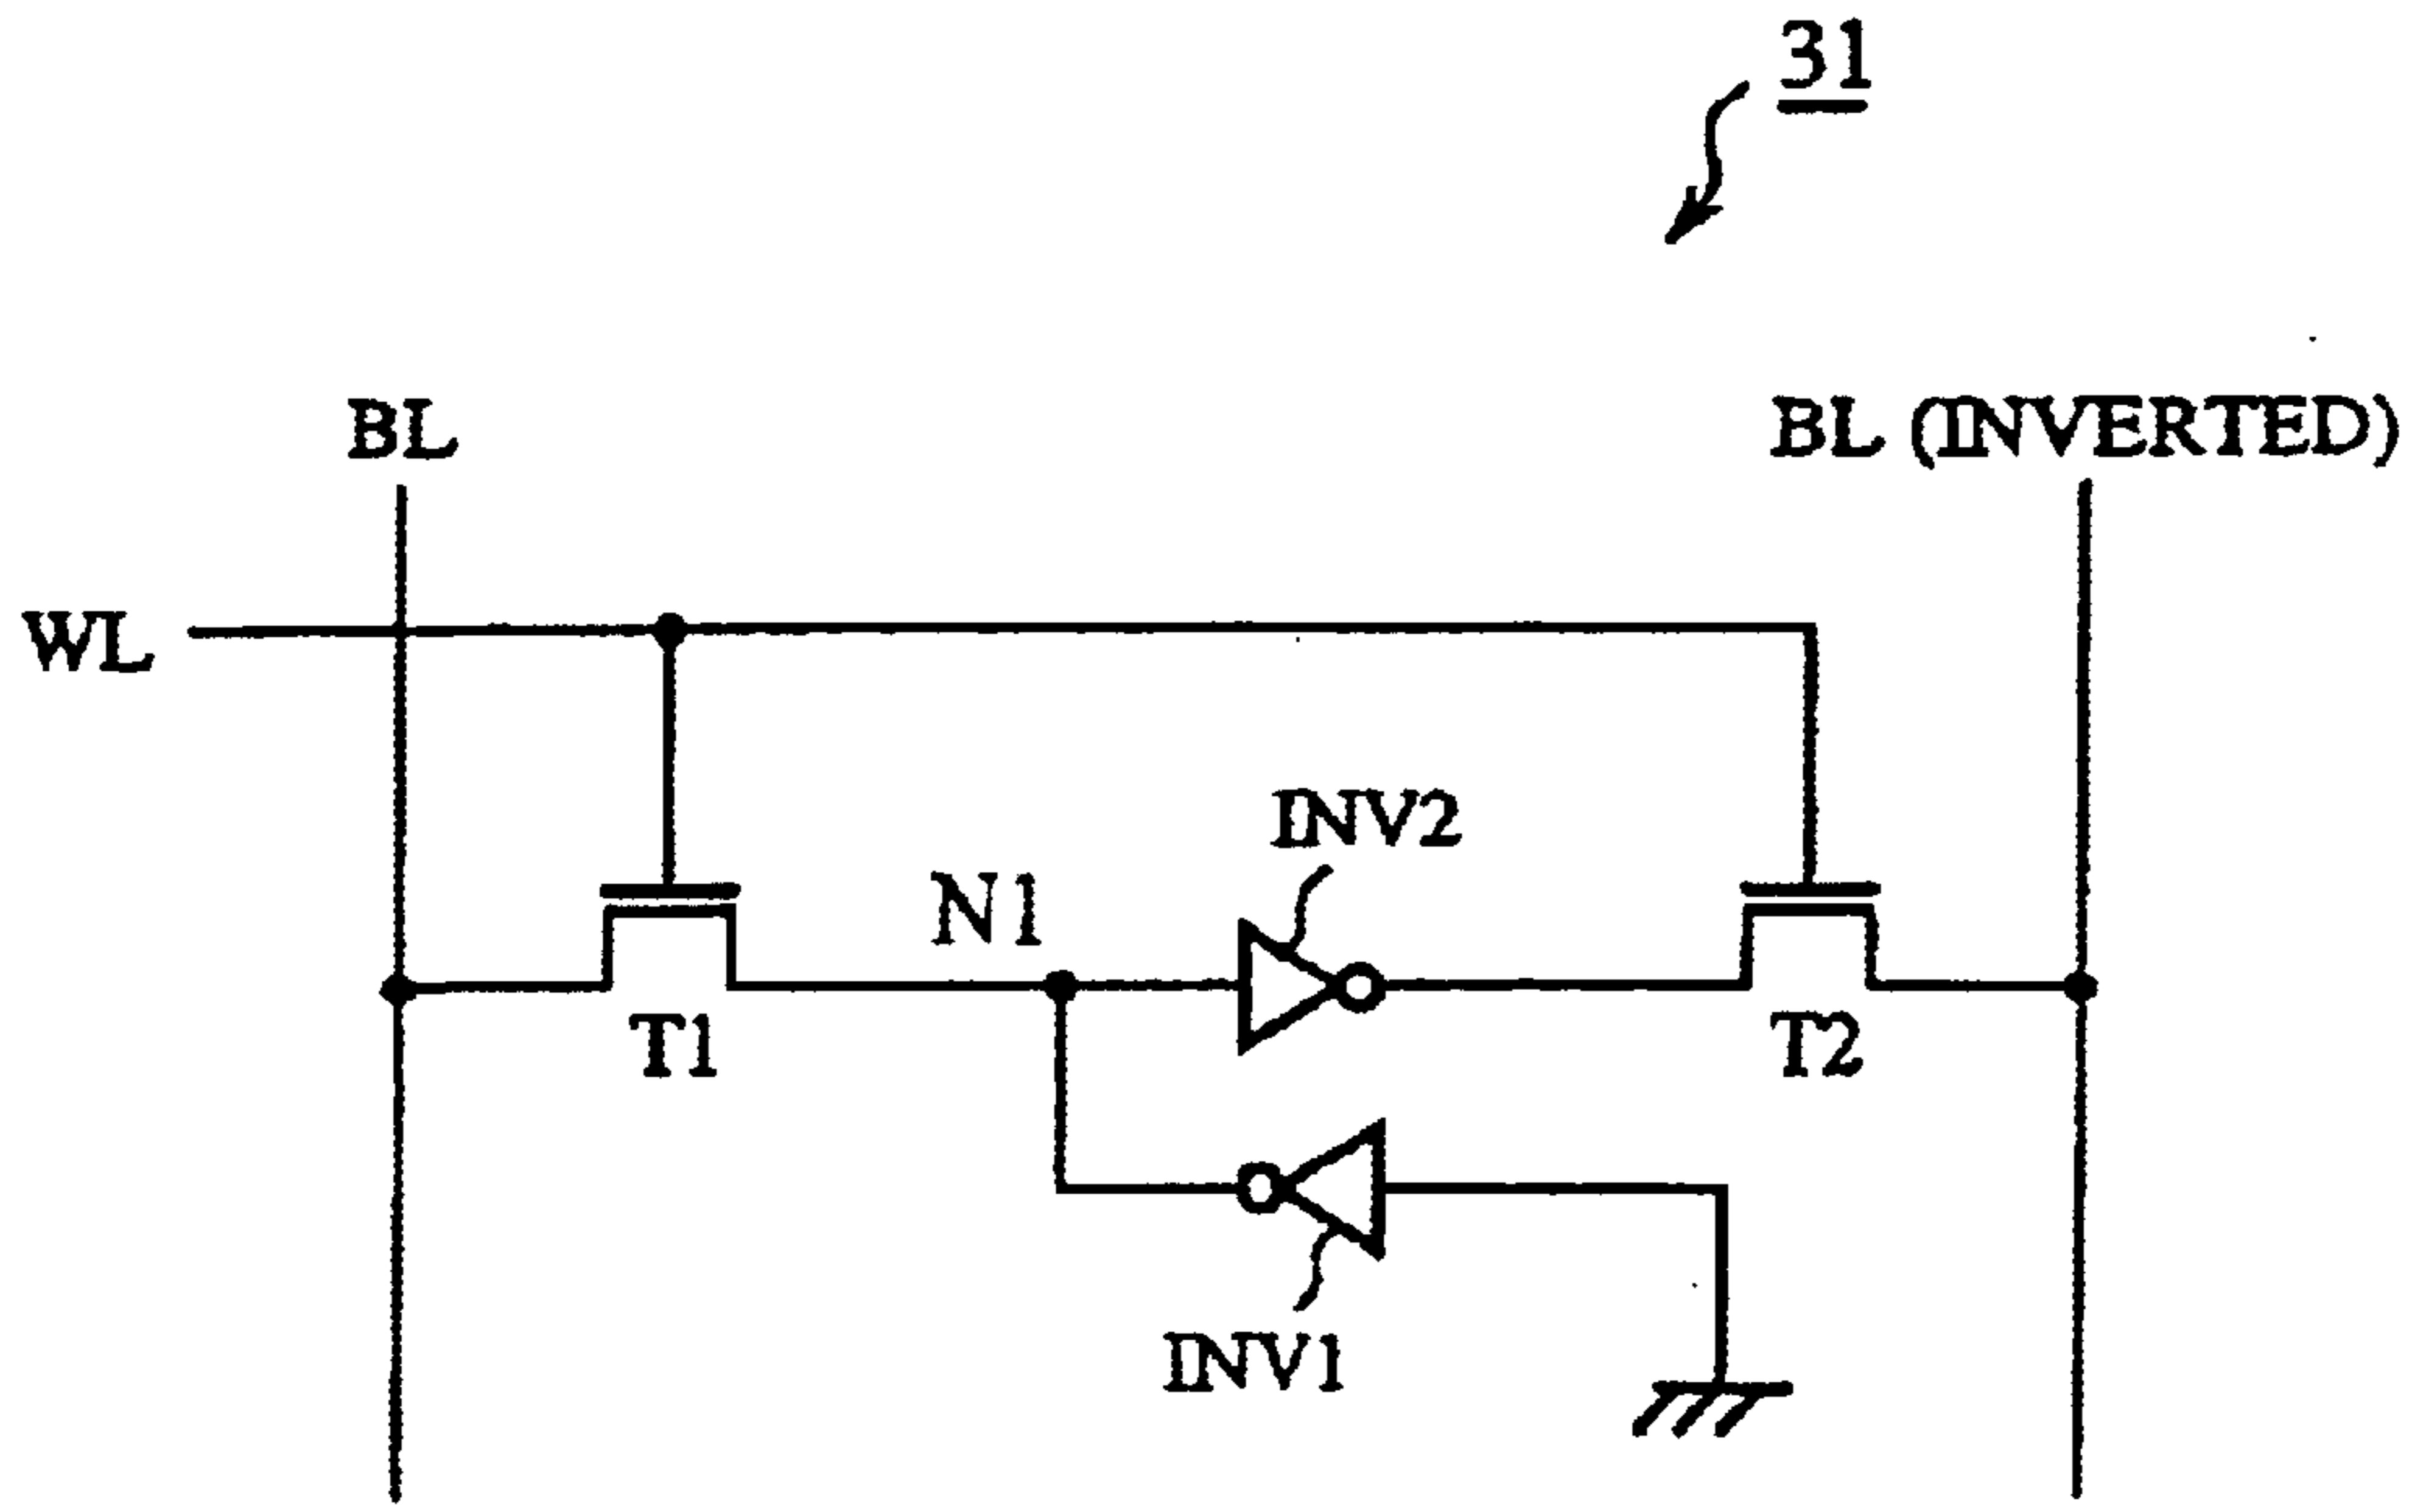 31
BL
BL (INVERTED)
WL
INV2
N1
T1
T2
INV1